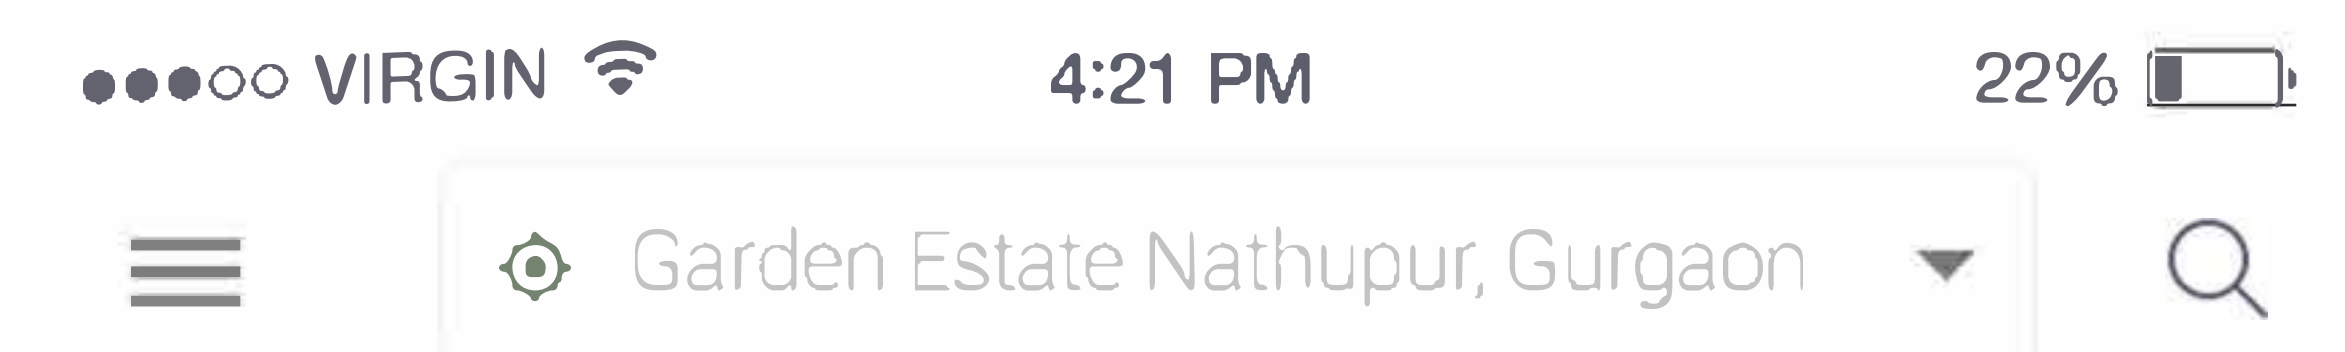 VIRGIN 4:21 PM 22%
Garden Estate Nathupur, Gurgaon